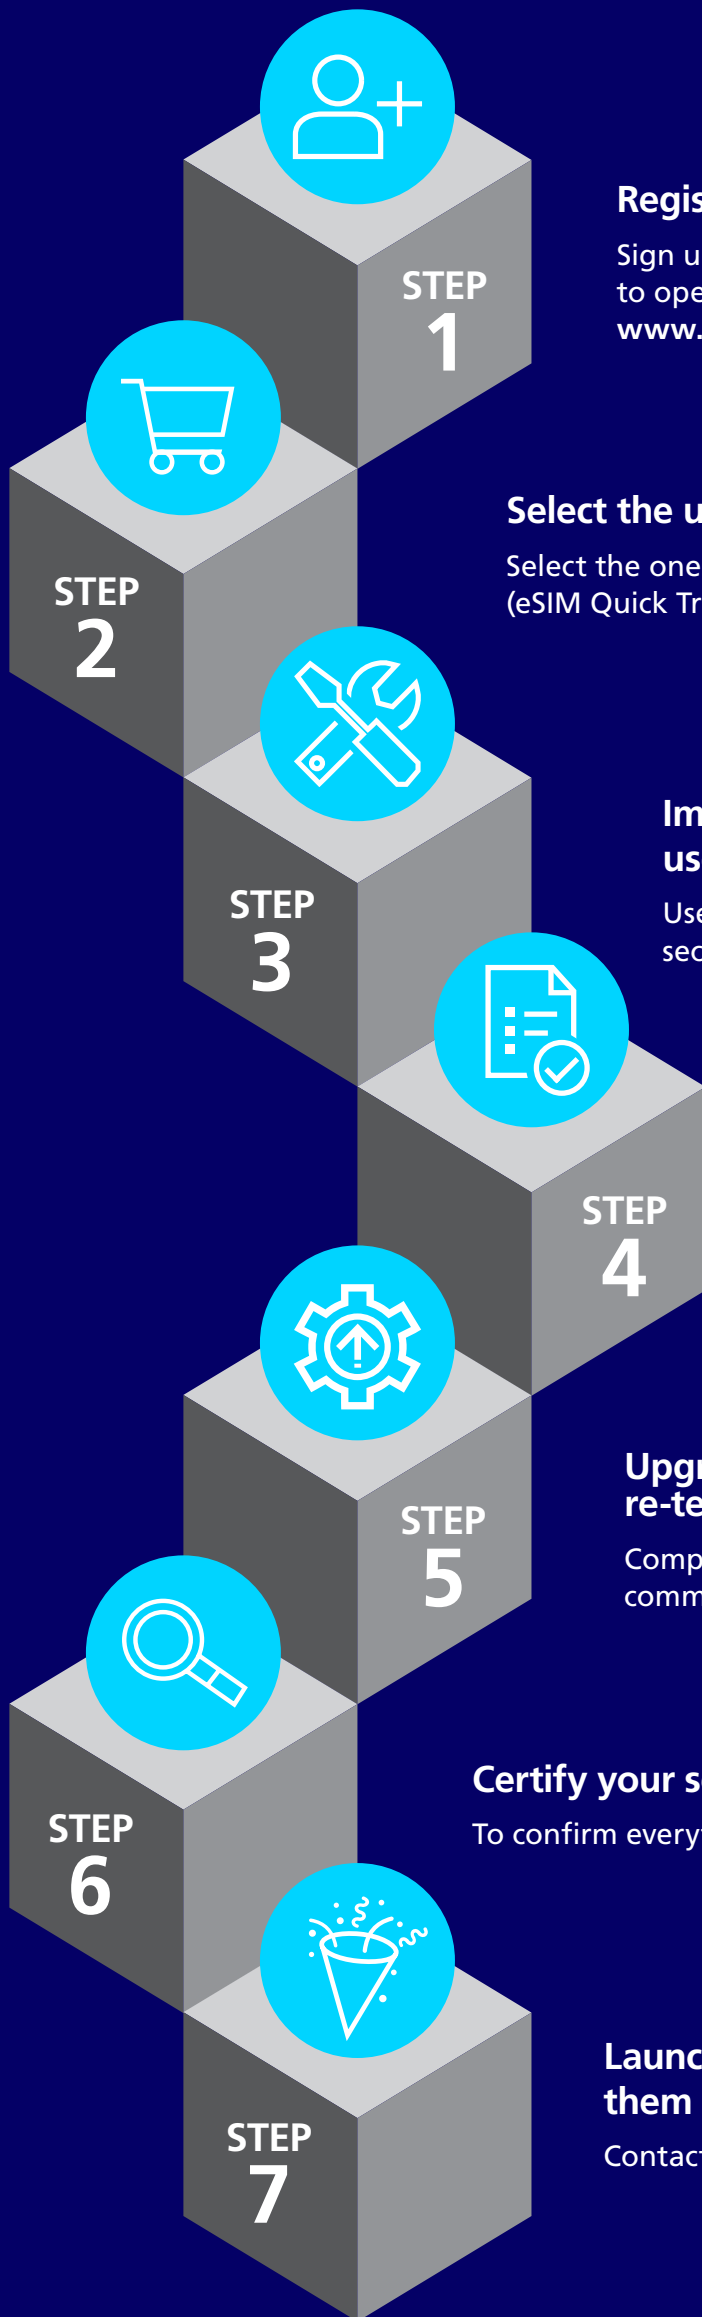 STEP
1
Regis
Sign u
to ope
www.
STEP
2
Select the u
Select the one
(eSIM Quick Tr
STEP
3
Im
us
Use
sec
STEP
4
STEP
5
Upgr
re-te
Comp
comm
STEP
6
Certify your s
To confirm every
STEP
7
Launc
them
Contact